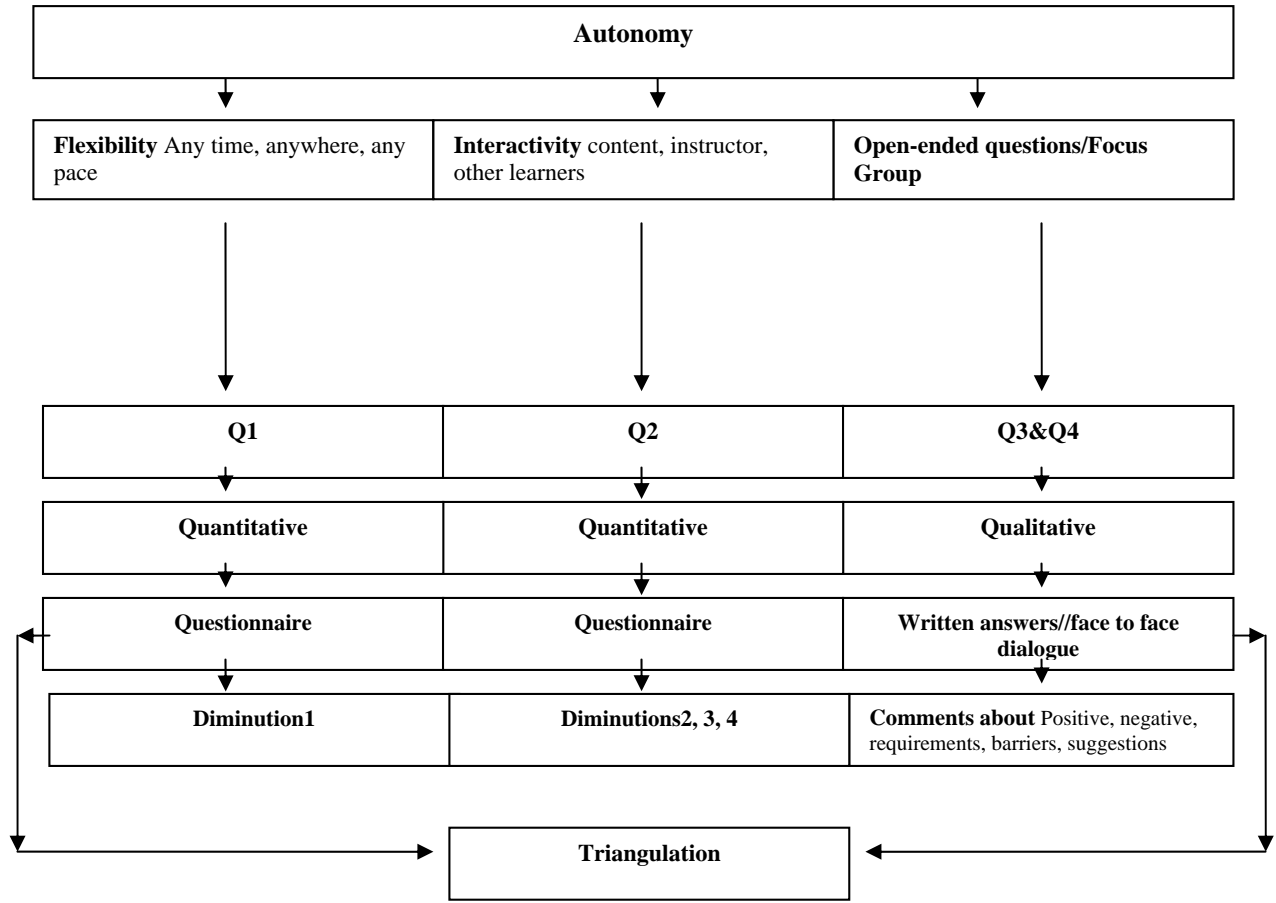 Autonomy
Flexibility Any time, anywhere, any
pace
Interactivity content, instructor,
other learners
Open-ended questions/Focus
Group
Q1
Q2
Q3&Q4
Quantitative
Quantitative
Qualitative
Questionnaire
Questionnaire
Written answers//face to face
dialogue
Diminution1
Diminutions2, 3, 4
Comments about Positive, negative,
requirements, barriers, suggestions
Triangulation